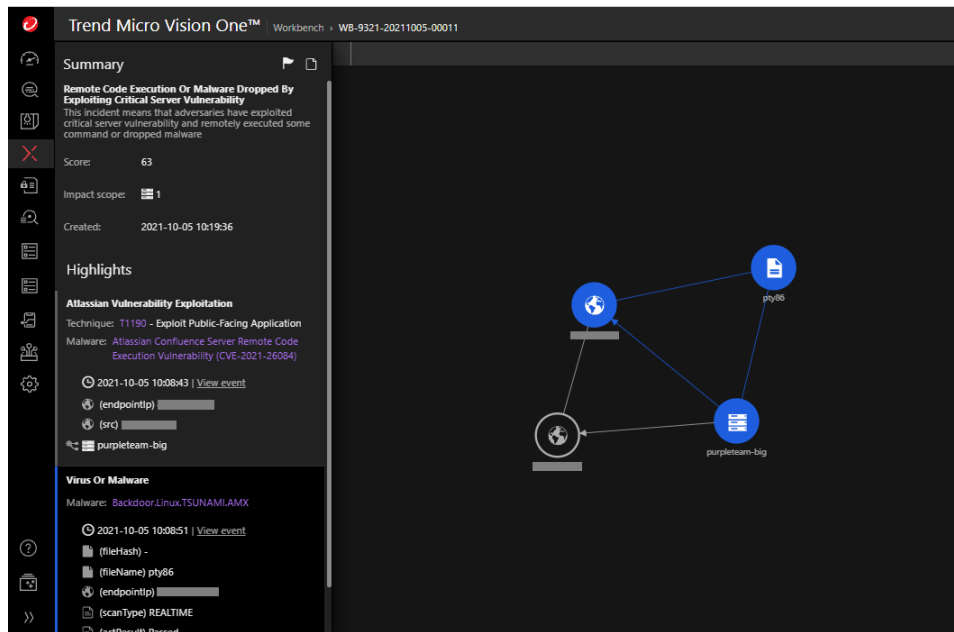 Trend Micro Vision One™ Workbench › WB-9321-20211005-00011
Summary
Remote Code Execution Or Malware Dropped By
Exploiting Critical Server Vulnerability
This incident means that adversaries have exploited
critical server vulnerability and remotely executed some
command or dropped malware
Score: 63
Impact scope: 1
Created: 2021-10-05 10:19:36
Highlights
Atlassian Vulnerability Exploitation
Technique: T1190 - Exploit Public-Facing Application
Malware: Atlassian Confluence Server Remote Code
Execution Vulnerability (CVE-2021-26084)
2021-10-05 10:08:43 | View event
(endpointIp)
(src)
purpleteam-big
Virus Or Malware
Malware: Backdoor.Linux.TSUNAMI.AMX
2021-10-05 10:08:51 | View event
(fileHash) -
(fileName) pty86
(endpointIp)
(scanType) REALTIME
(actResult) Passed
pty86
purpleteam-big